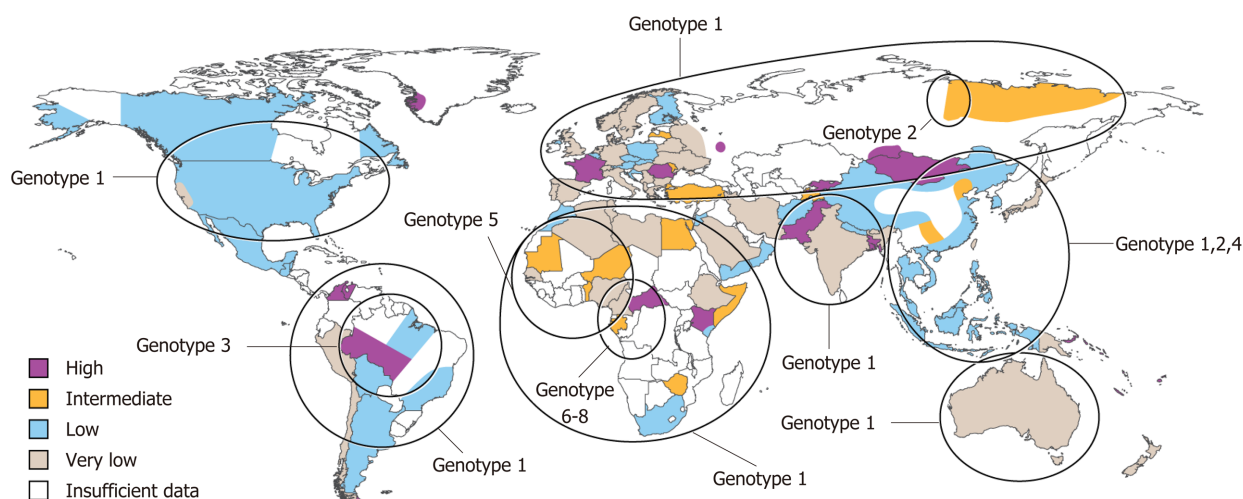 Genotype 1
Genotype 2
Genotype 1
Genotype 5
Genotype 1,2,4
Genotype 3
Genotype 1
Genotype
6-8
Genotype 1
Genotype 1
Genotype 1
High
Intermediate
Low
Very low
Insufficient data